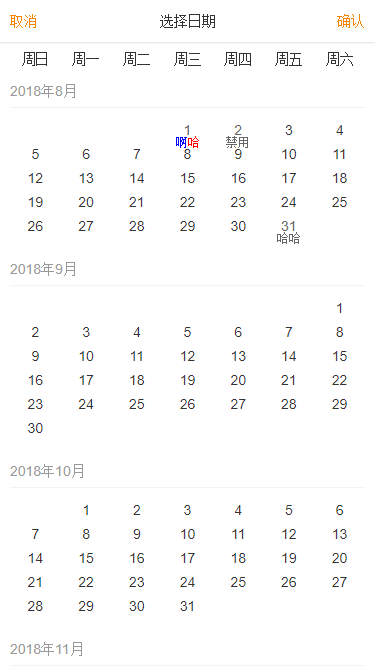 取消 选择日期 确认
周日 周一 周二 周三 周四 周五 周六
2018年8月
1 2 3 4
啊哈 禁用
5 6 7 8 9 10 11
12 13 14 15 16 17 18
19 20 21 22 23 24 25
26 27 28 29 30 31
哈哈
2018年9月
1
2 3 4 5 6 7 8
9 10 11 12 13 14 15
16 17 18 19 20 21 22
23 24 25 26 27 28 29
30
2018年10月
1 2 3 4 5 6
7 8 9 10 11 12 13
14 15 16 17 18 19 20
21 22 23 24 25 26 27
28 29 30 31
2018年11月